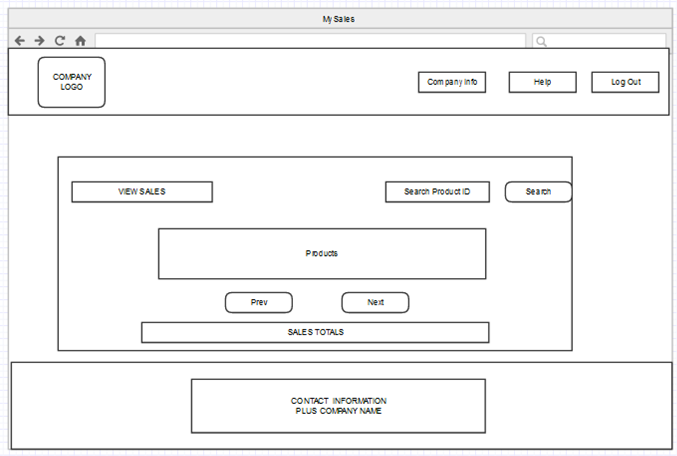 My Sales
COMPANY
LOGO
Company Info
Help
Log Out
VIEW SALES
Search Product ID
Search
Products
Prev
Next
SALES TOTALS
CONTACT INFORMATION
PLUS COMPANY NAME